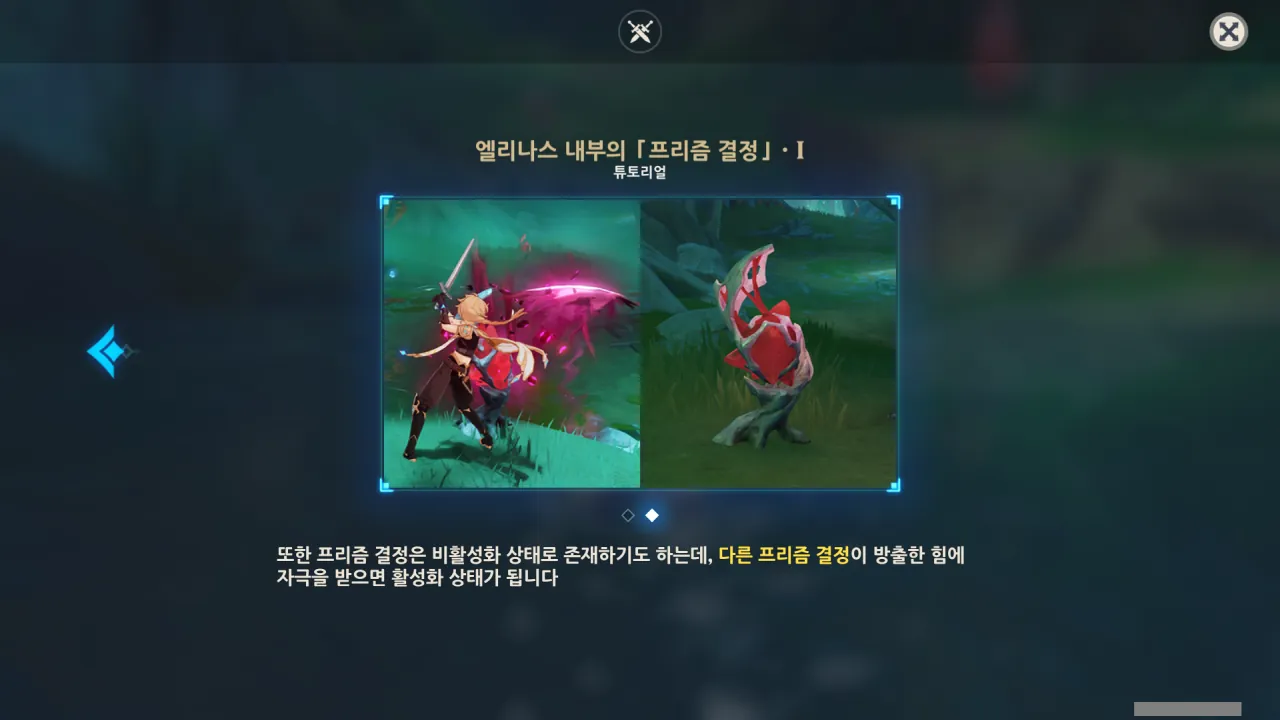 엘리나스 내부의「프리즘 결정」· I
튜토리얼
또한 프리즘 결정은 비활성화 상태로 존재하기도 하는데, 다른 프리즘 결정이 방출한 힘에
자극을 받으면 활성화 상태가 됩니다